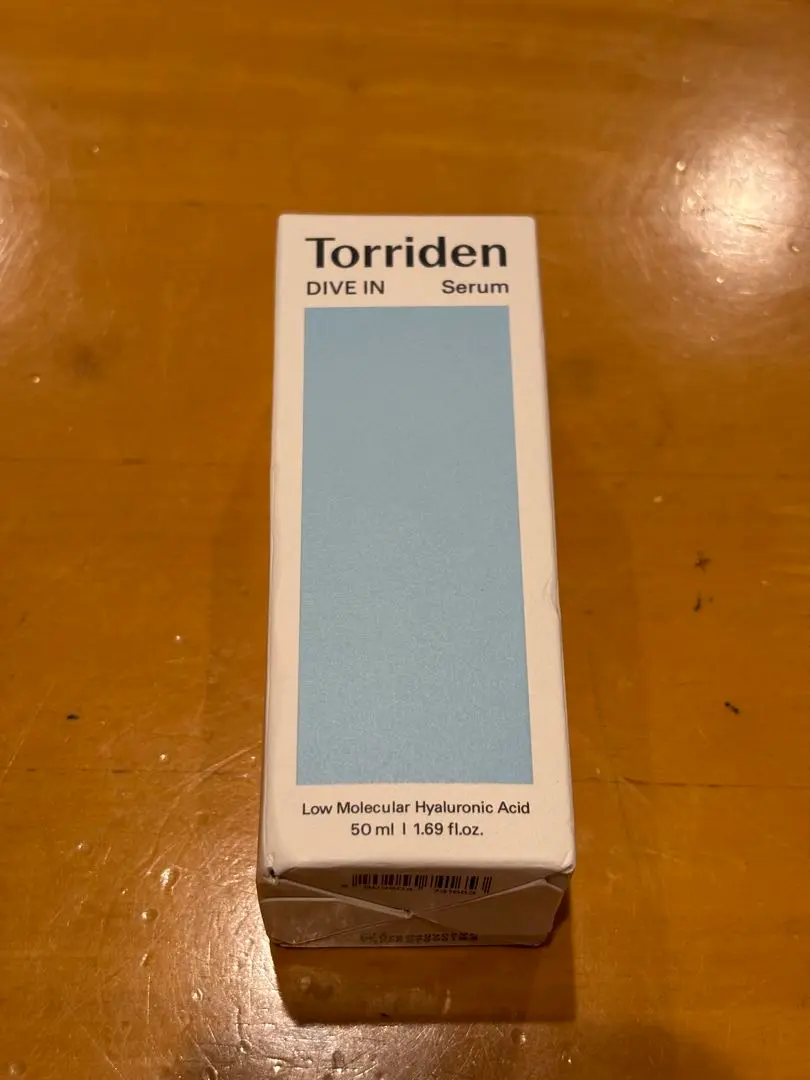 Torriden
DIVE IN Serum
Low Molecular Hyaluronic Acid
50 ml | 1.69 fl.oz.